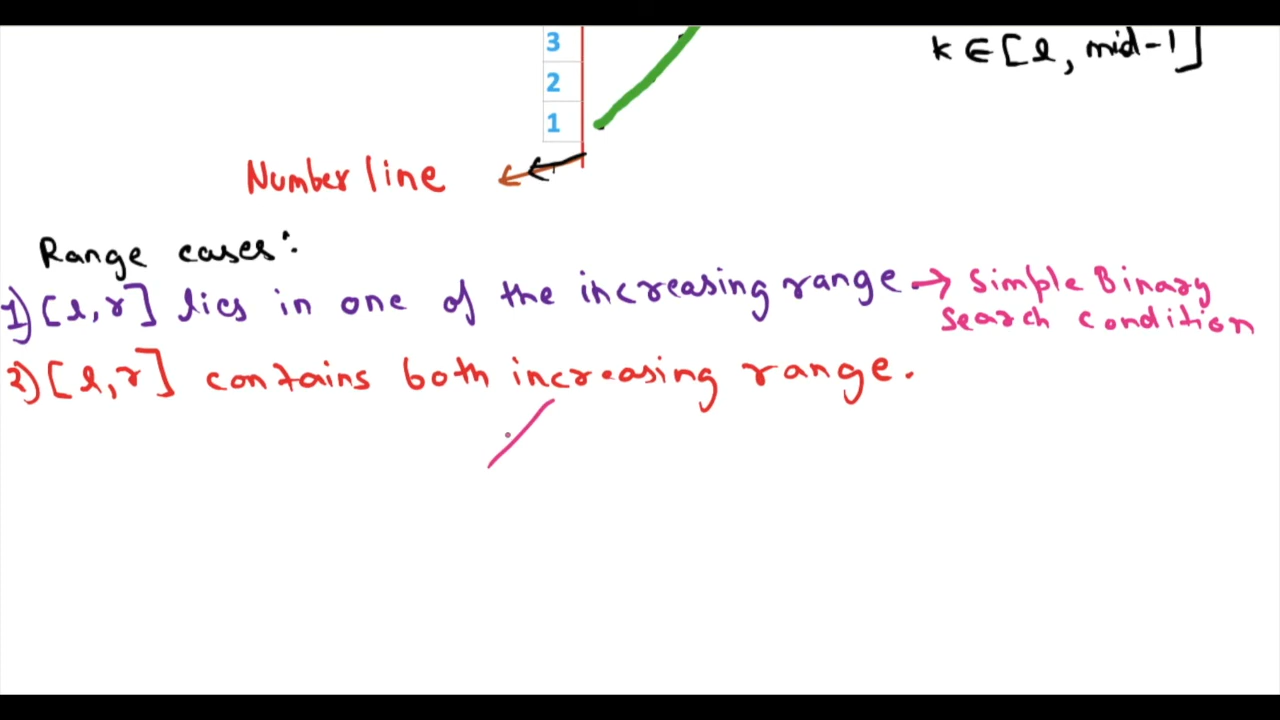 3
k ∈ [l, mid-1]
2
1
Number line
Range cases:
1) [l, r] lies in one of the increasing range → Simple Binary
Search condition
2) [l, r] contains both increasing range.